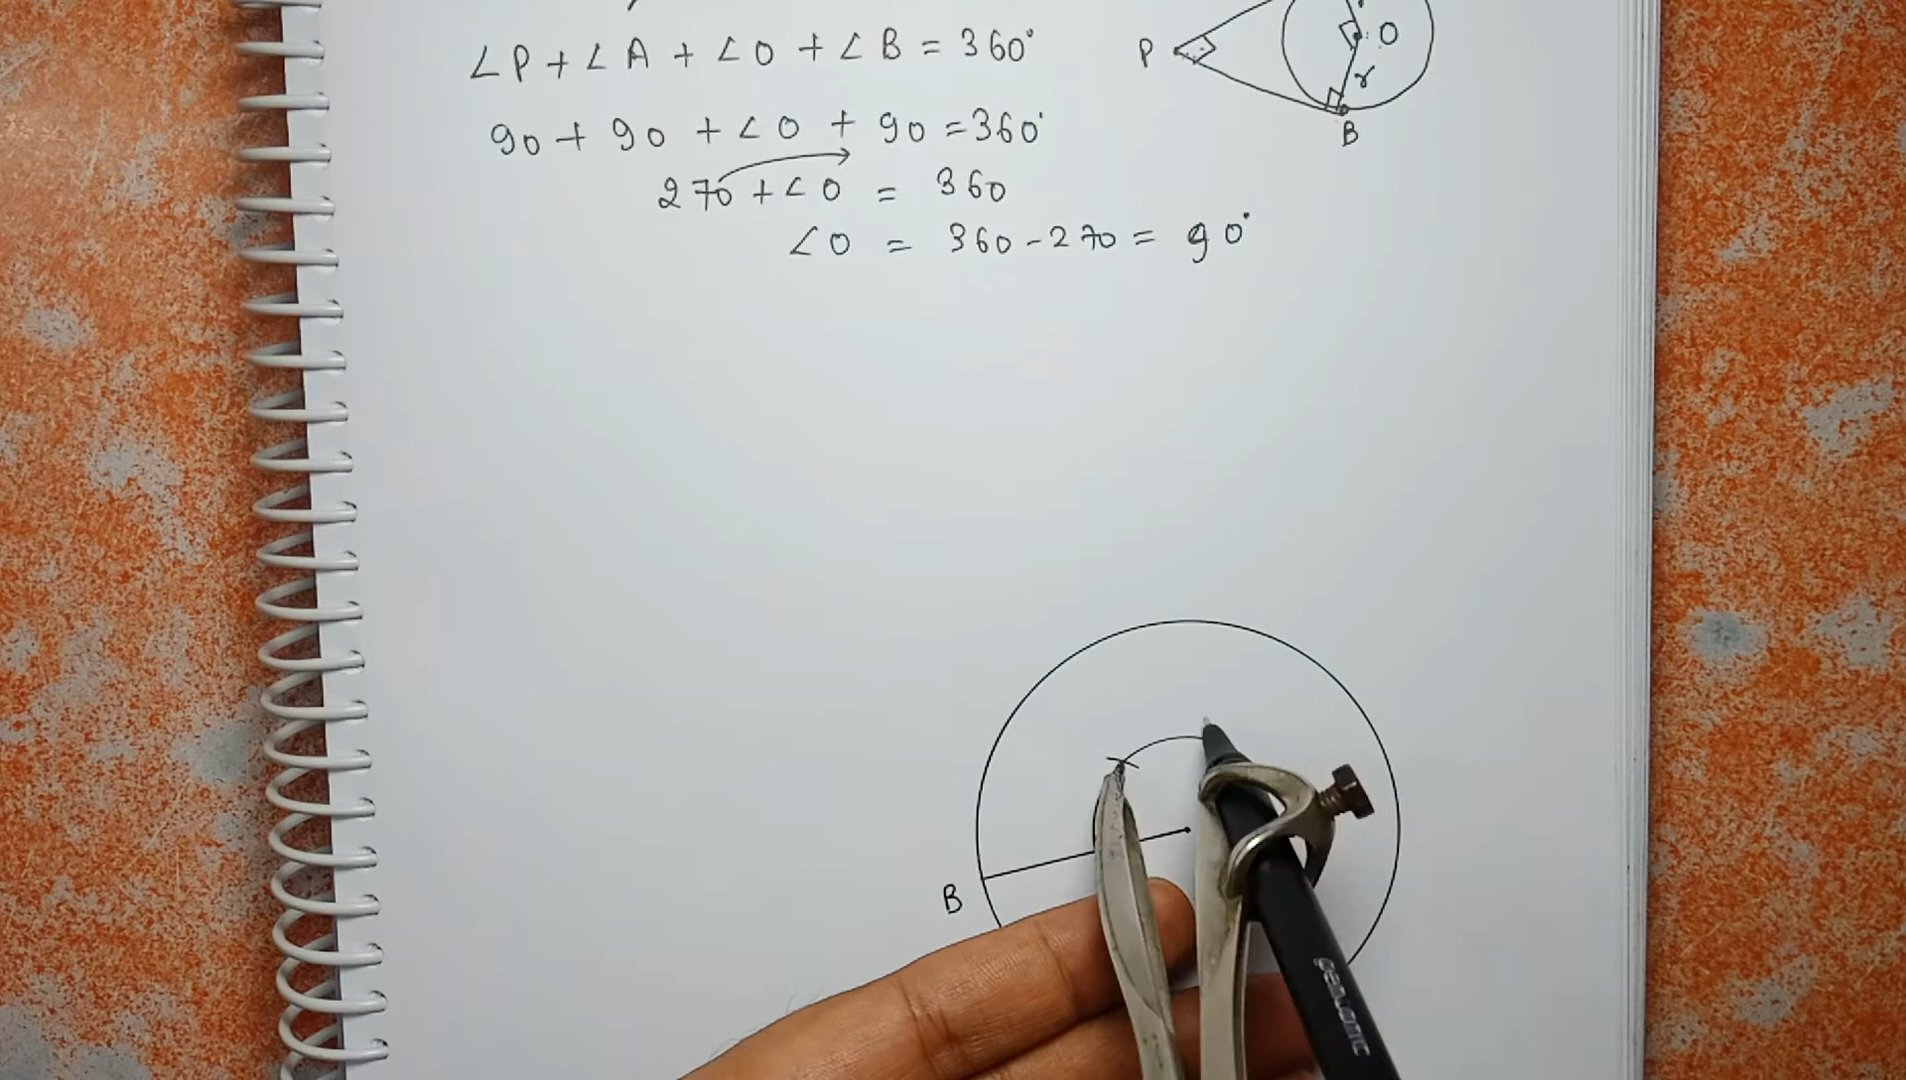 ∠P + ∠A + ∠O + ∠B = 360°
90 + 90 + ∠O + 90 = 360°
270 + ∠O = 360
∠O = 360 - 270 = 90°
P
O
r
B
B